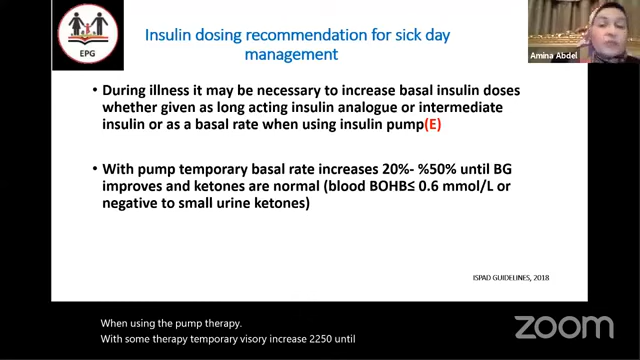 EPG
Insulin dosing recommendation for sick day
management
Amina Abdel
• During illness it may be necessary to increase basal insulin doses
whether given as long acting insulin analogue or intermediate
insulin or as a basal rate when using insulin pump(E)
• With pump temporary basal rate increases 20%- %50% until BG
improves and ketones are normal (blood BOHB≤ 0.6 mmol/L or
negative to small urine ketones)
ISPAD GUIDELINES, 2018
When using the pump therapy.
With some therapy temporary visory increase 2250 until
zoom